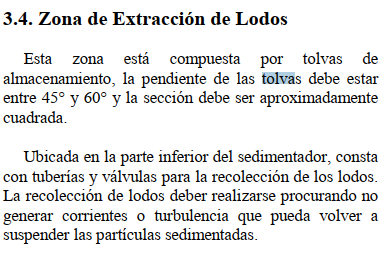 3.4. Zona de Extracción de Lodos
Esta zona está compuesta por tolvas de
almacenamiento, la pendiente de las tolvas debe estar
entre 45° y 60° y la sección debe ser aproximadamente
cuadrada.
Ubicada en la parte inferior del sedimentador, consta
con tuberías y válvulas para la recolección de los lodos.
La recolección de lodos deber realizarse procurando no
generar corrientes o turbulencia que pueda volver a
suspender las partículas sedimentadas.